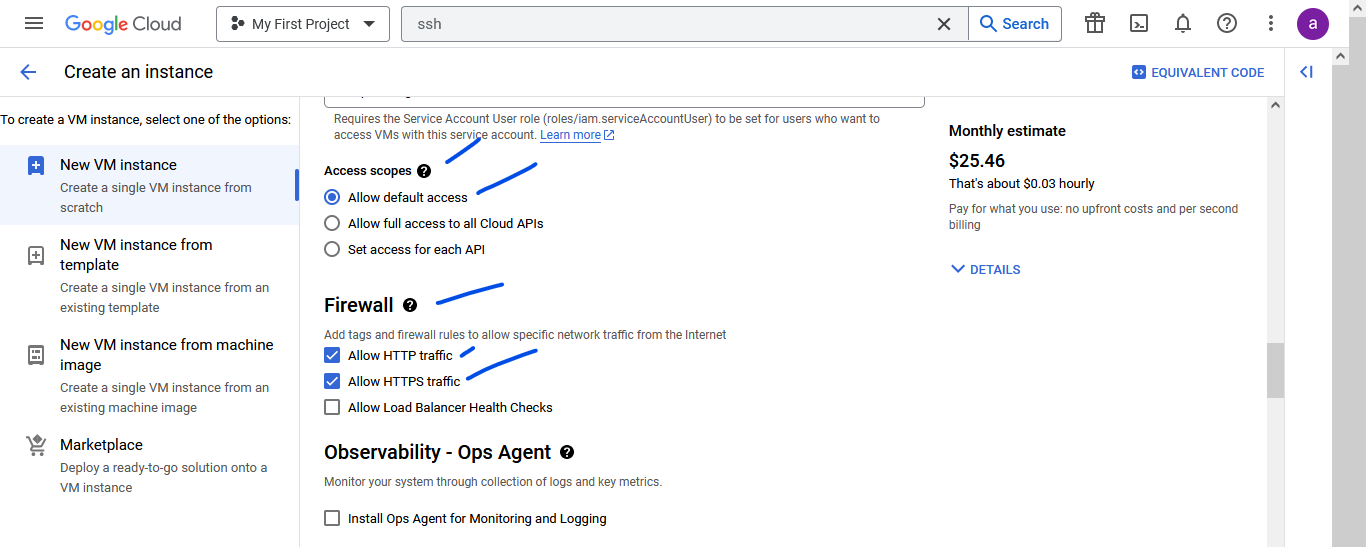 Google Cloud
My First Project
ssh
Search
a
Create an instance
EQUIVALENT CODE
To create a VM instance, select one of the options:
New VM instance
Create a single VM instance from
scratch
New VM instance from
template
Create a single VM instance from an
existing template
New VM instance from machine
image
Create a single VM instance from an
existing machine image
Marketplace
Deploy a ready-to-go solution onto a
VM instance
Requires the Service Account User role (roles/iam.serviceAccountUser) to be set for users who want to
access VMs with this service account. Learn more
Access scopes
Allow default access
Allow full access to all Cloud APIs
Set access for each API
Firewall
Add tags and firewall rules to allow specific network traffic from the Internet
Allow HTTP traffic
Allow HTTPS traffic
Allow Load Balancer Health Checks
Observability - Ops Agent
Monitor your system through collection of logs and key metrics.
Install Ops Agent for Monitoring and Logging
Monthly estimate
$25.46
That's about $0.03 hourly
Pay for what you use: no upfront costs and per second
billing
DETAILS